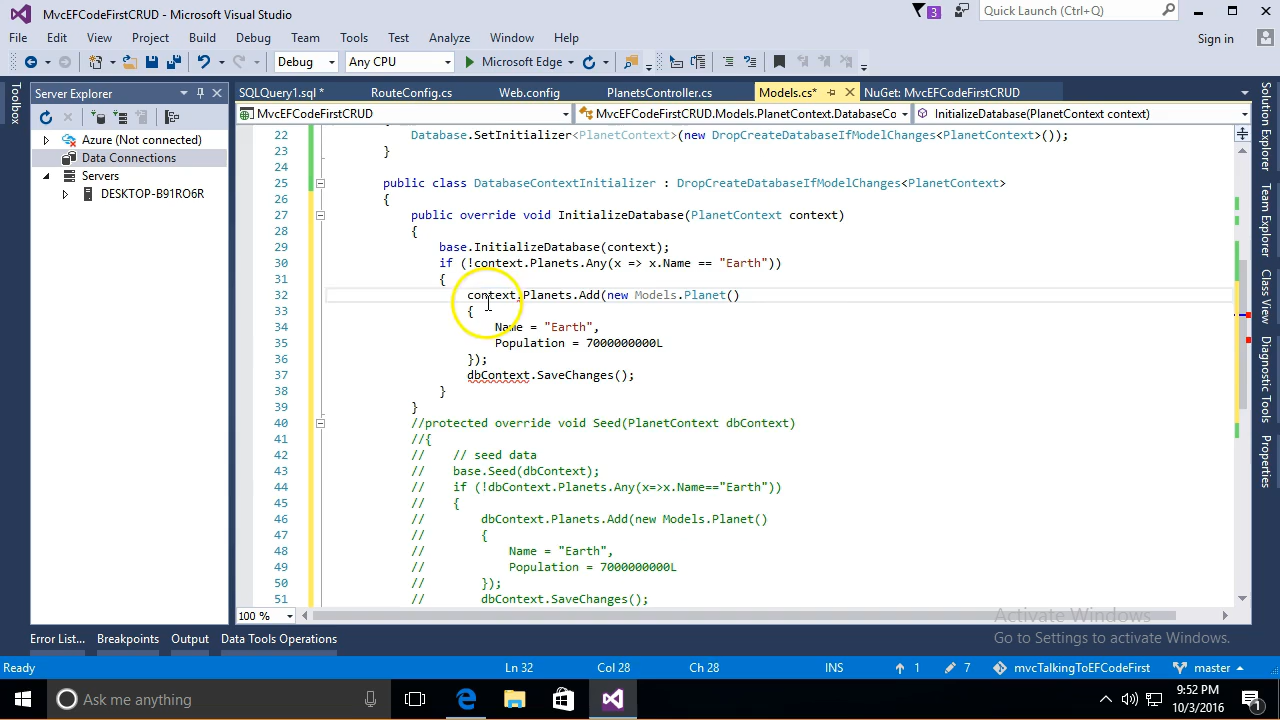 MvcEFCodeFirstCRUD - Microsoft Visual Studio
3
Quick Launch (Ctrl+Q)
File Edit View Project Build Debug Team Tools Test Analyze Window Help
Sign in
Debug Any CPU Microsoft Edge
Toolbox
Server Explorer
Azure (Not connected)
Data Connections
Servers
DESKTOP-B91RO6R
SQLQuery1.sql * RouteConfig.cs Web.config PlanetsController.cs Models.cs* NuGet: MvcEFCodeFirstCRUD
MvcEFCodeFirstCRUD MvcEFCodeFirstCRUD.Models.PlanetContext.DatabaseCo InitializeDatabase(PlanetContext context)
22 Database.SetInitializer<PlanetContext>(new DropCreateDatabaseIfModelChanges<PlanetContext>());
23 }
24
25 public class DatabaseContextInitializer : DropCreateDatabaseIfModelChanges<PlanetContext>
26 {
27 public override void InitializeDatabase(PlanetContext context)
28 {
29 base.InitializeDatabase(context);
30 if (!context.Planets.Any(x => x.Name == "Earth"))
31 {
32 context.Planets.Add(new Models.Planet()
33 {
34 Name = "Earth",
35 Population = 7000000000L
36 });
37 dbContext.SaveChanges();
38 }
39 }
40 //protected override void Seed(PlanetContext dbContext)
41 //{
42 // // seed data
43 // base.Seed(dbContext);
44 // if (!dbContext.Planets.Any(x=>x.Name=="Earth"))
45 // {
46 // dbContext.Planets.Add(new Models.Planet()
47 // {
48 // Name = "Earth",
49 // Population = 7000000000L
50 // });
51 // dbContext.SaveChanges();
100 %
Solution Explorer
Team Explorer
Class View
Diagnostic Tools
Properties
Activate Windows
Go to Settings to activate Windows.
Error List... Breakpoints Output Data Tools Operations
Ready Ln 32 Col 28 Ch 28 INS 1 7 mvcTalkingToEFCodeFirst master
Ask me anything
9:52 PM
10/3/2016
1